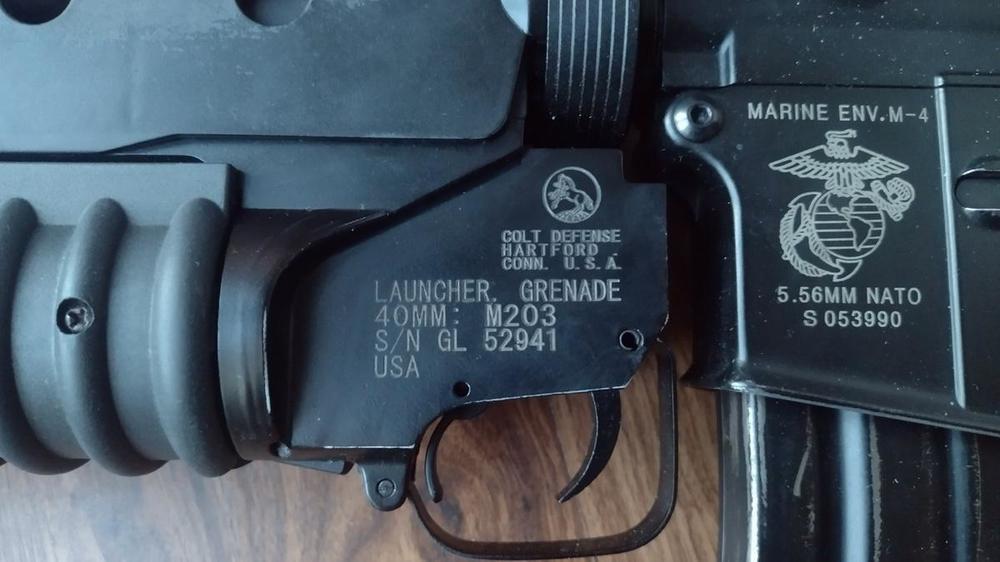 COLT DEFENSE
HARTFORD.
CONN. U.S.A.
LAUNCHER. GRENADE
40MM: M203
S/N GL 52941
USA
MARINE ENV.M-4
5.56MM NATO
S 053990